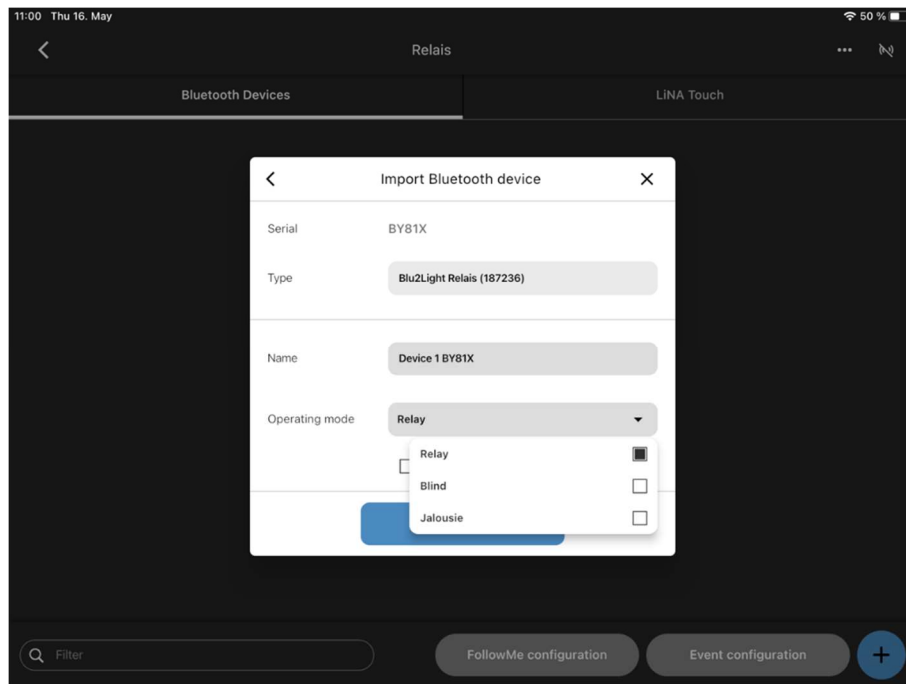 11:00 Thu 16. May
50 %
Relais
Bluetooth Devices
LiNA Touch
Import Bluetooth device
Serial
BY81X
Type
Blu2Light Relais (187236)
Name
Device 1 BY81X
Operating mode
Relay
Relay
Blind
Jalousie
Filter
FollowMe configuration
Event configuration